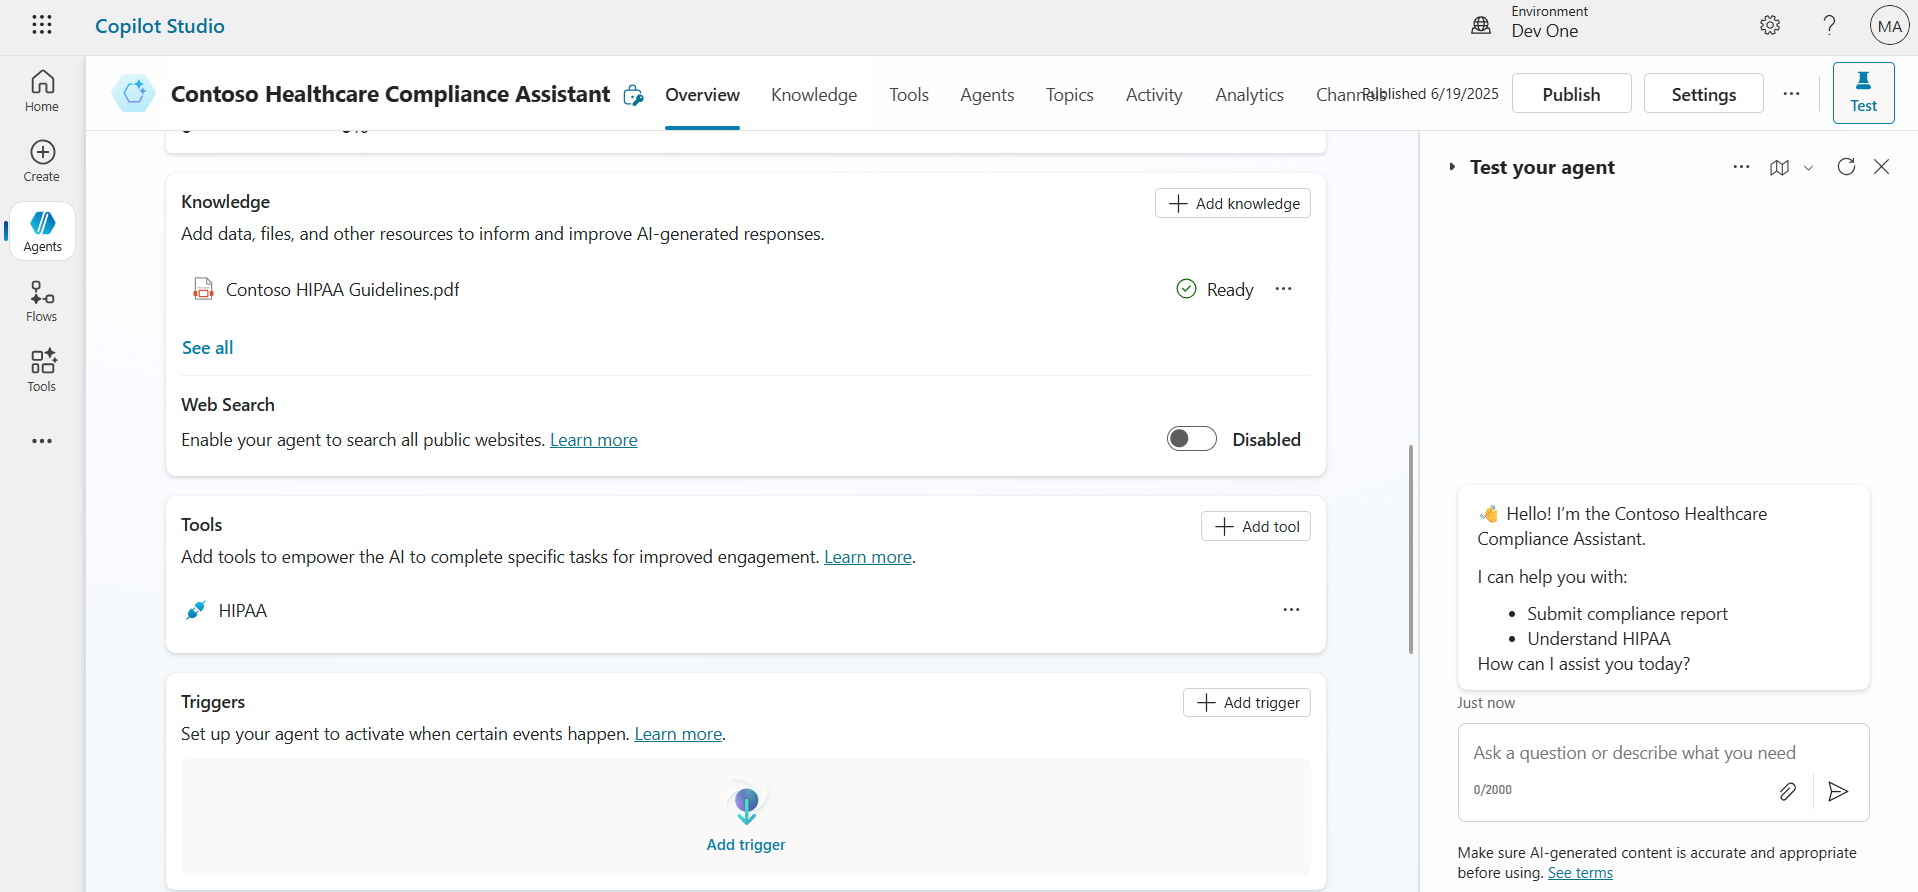 Copilot Studio
Environment
Dev One
MA
Home
Create
Agents
Flows
Tools
Contoso Healthcare Compliance Assistant
Overview
Knowledge
Tools
Agents
Topics
Activity
Analytics
Channels
Published 6/19/2025
Publish
Settings
Test
Knowledge
Add knowledge
Add data, files, and other resources to inform and improve AI-generated responses.
Contoso HIPAA Guidelines.pdf
Ready
See all
Web Search
Enable your agent to search all public websites. Learn more
Disabled
Tools
Add tool
Add tools to empower the AI to complete specific tasks for improved engagement. Learn more.
HIPAA
Triggers
Add trigger
Set up your agent to activate when certain events happen. Learn more.
Add trigger
Test your agent
👋 Hello! I'm the Contoso Healthcare
Compliance Assistant.
I can help you with:
• Submit compliance report
• Understand HIPAA
How can I assist you today?
Just now
Ask a question or describe what you need
0/2000
Make sure AI-generated content is accurate and appropriate
before using. See terms